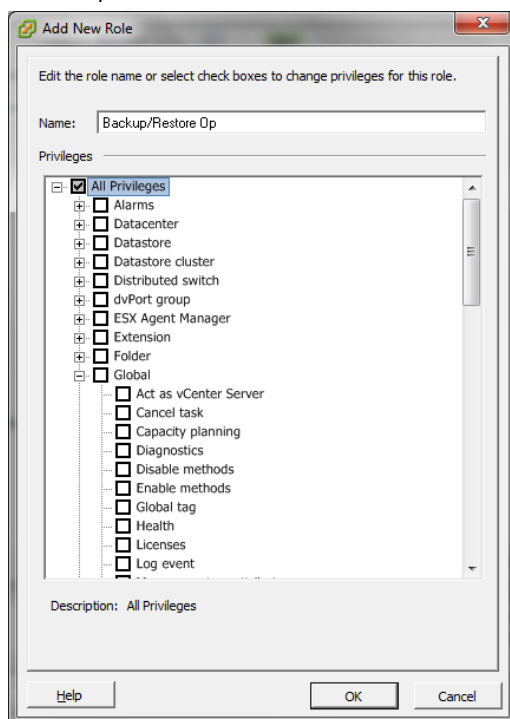 Add New Role
Edit the role name or select check boxes to change privileges for this role.
Name: Backup/Restore Op
Privileges
All Privileges
Alarms
Datacenter
Datastore
Datastore cluster
Distributed switch
dvPort group
ESX Agent Manager
Extension
Folder
Global
Act as vCenter Server
Cancel task
Capacity planning
Diagnostics
Disable methods
Enable methods
Global tag
Health
Licenses
Log event
Description: All Privileges
Help OK Cancel